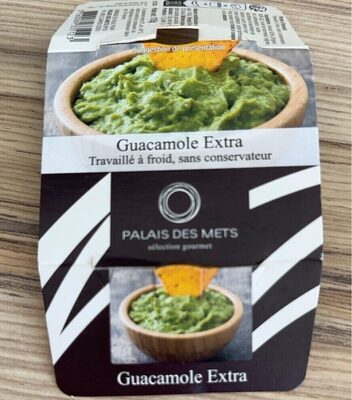 Suggestion de présentation
Guacamole Extra
Travaillé à froid, sans conservateur
PALAIS DES METS
sélection gourmet
Guacamole Extra